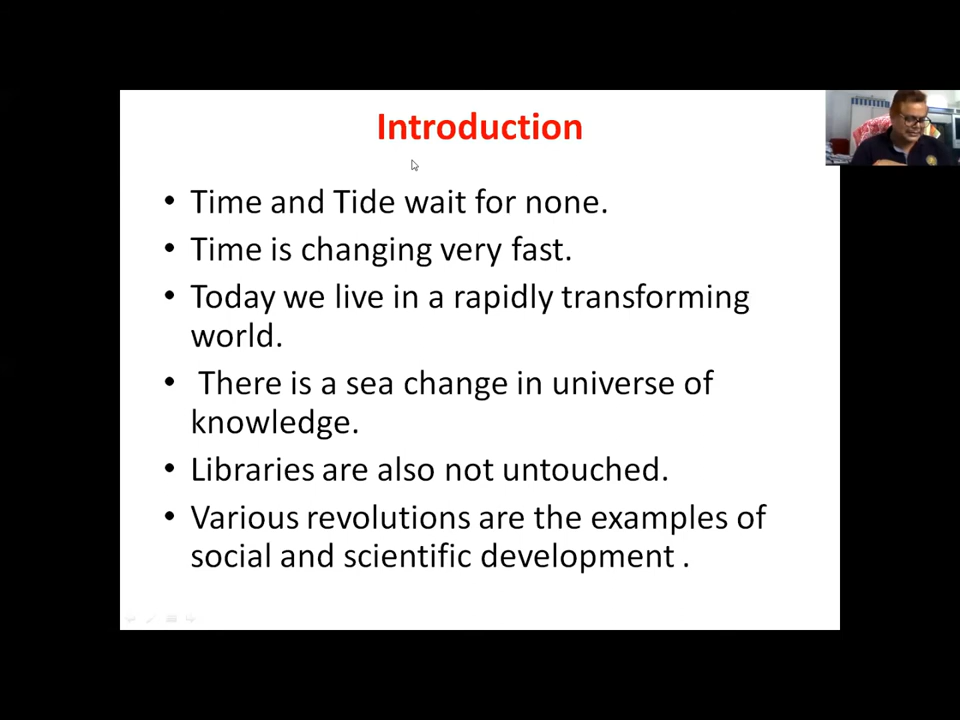 Introduction
• Time and Tide wait for none.
• Time is changing very fast.
• Today we live in a rapidly transforming
world.
• There is a sea change in universe of
knowledge.
• Libraries are also not untouched.
• Various revolutions are the examples of
social and scientific development .